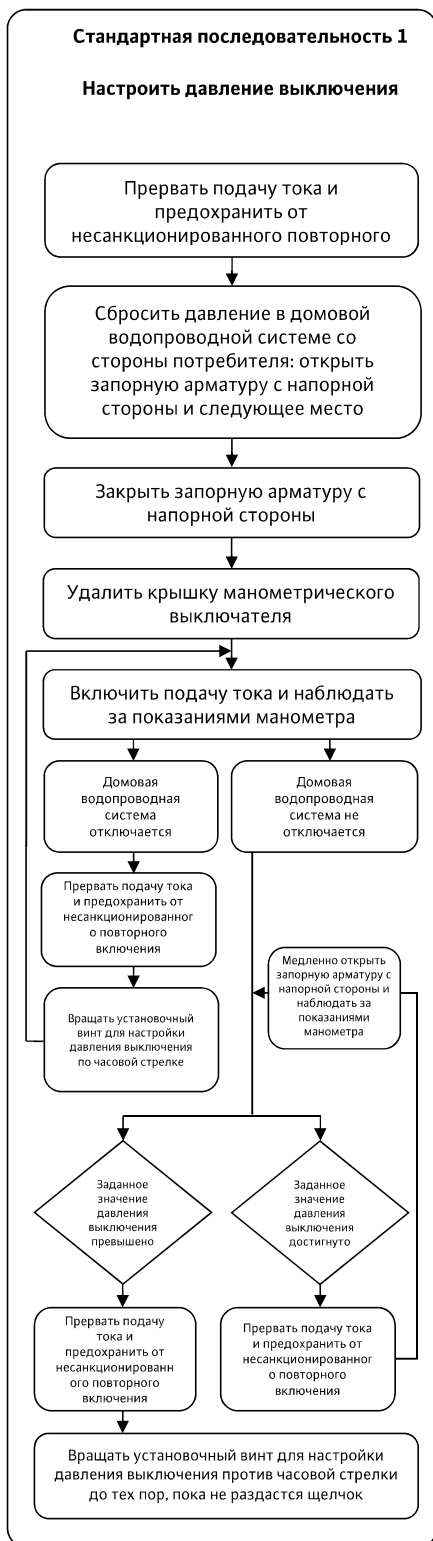 Стандартная последовательность 1
Настроить давление выключения
Прервать подачу тока и
предохранить от
несанкционированного повторного
Сбросить давление в домовой
водопроводной системе со
стороны потребителя: открыть
запорную арматуру с напорной
стороны и следующее место
Закрыть запорную арматуру с
напорной стороны
Удалить крышку манометрического
выключателя
Включить подачу тока и наблюдать
за показаниями манометра
Домовая
водопроводная
система
отключается
Домовая
водопроводная
система не
отключается
Прервать подачу тока
и предохранить от
несанкционированног
о повторного
включения
Медленно открыть
запорную арматуру с
напорной стороны и
наблюдать за
показаниями
манометра
Вращать установочный
винт для настройки
давления выключения
по часовой стрелке
Заданное
значение
давления
выключения
превышено
Заданное
значение
давления
выключения
достигнуто
Прервать подачу
тока и
предохранить от
несанкционированн
ого повторного
включения
Прервать подачу тока
и предохранить от
несанкционированног
о повторного
включения
Вращать установочный винт для настройки
давления выключения против часовой стрелки
до тех пор, пока не раздастся щелчок